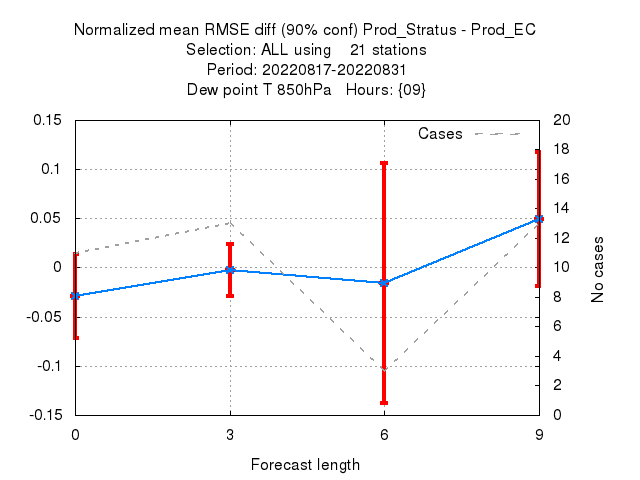 Normalized mean RMSE diff (90% conf) Prod_Stratus - Prod_EC
Selection: ALL using    21 stations
Period: 20220817-20220831
Dew point T 850hPa   Hours: {09}
Cases
0.15
0.1
0.05
0
-0.05
-0.1
-0.15
20
18
16
14
12
10
8
6
4
2
0
No cases
0 3 6 9
Forecast length